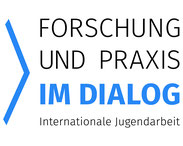 FORSCHUNG
UND PRAXIS
IM DIALOG
Internationale Jugendarbeit